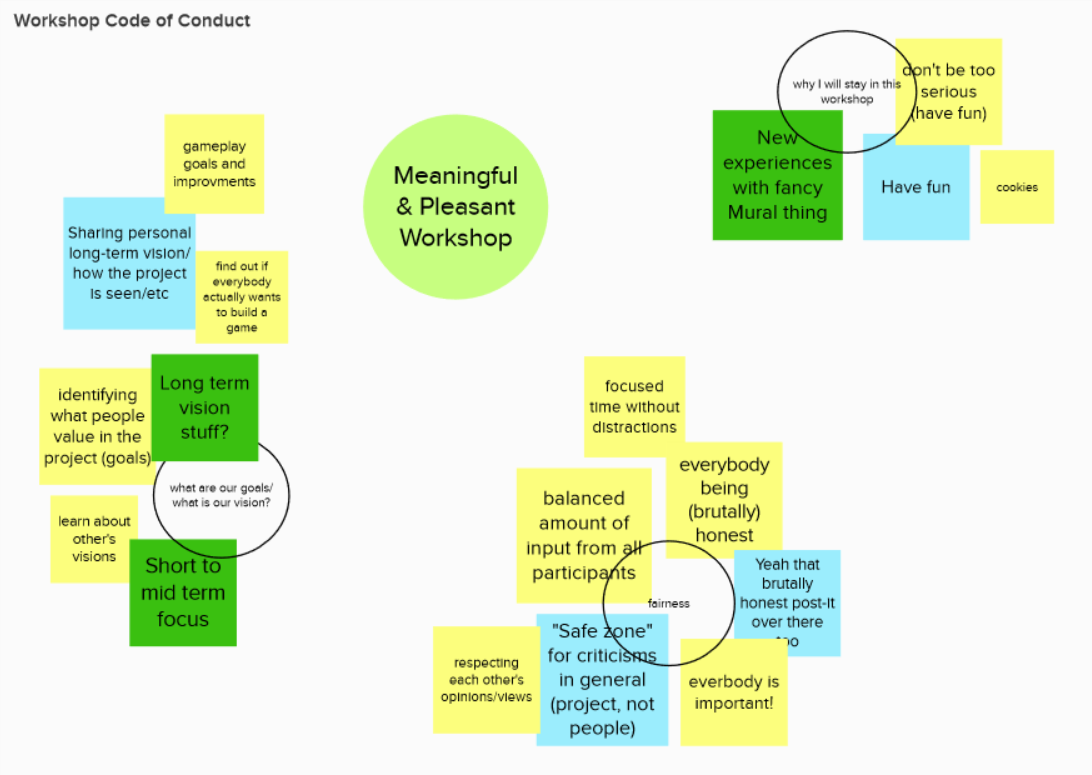 Workshop Code of Conduct
why I will stay in this
workshop
don't be too
serious
(have fun)
New
experiences
with fancy
Mural thing
Have fun
cookies
Meaningful
& Pleasant
Workshop
gameplay
goals and
improvments
Sharing personal
long-term vision/
how the project
is seen/etc
find out if
everybody
actually wants
to build a
game
Long term
vision
stuff?
identifying
what people
value in the
project (goals)
what are our goals/
what is our vision?
learn about
other's
visions
Short to
mid term
focus
focused
time without
distractions
everybody
being
(brutally)
honest
balanced
amount of
input from all
participants
fairness
Yeah that
brutally
honest post-it
over there
too
"Safe zone"
for criticisms
in general
(project, not
people)
respecting
each other's
opinions/views
everbody is
important!